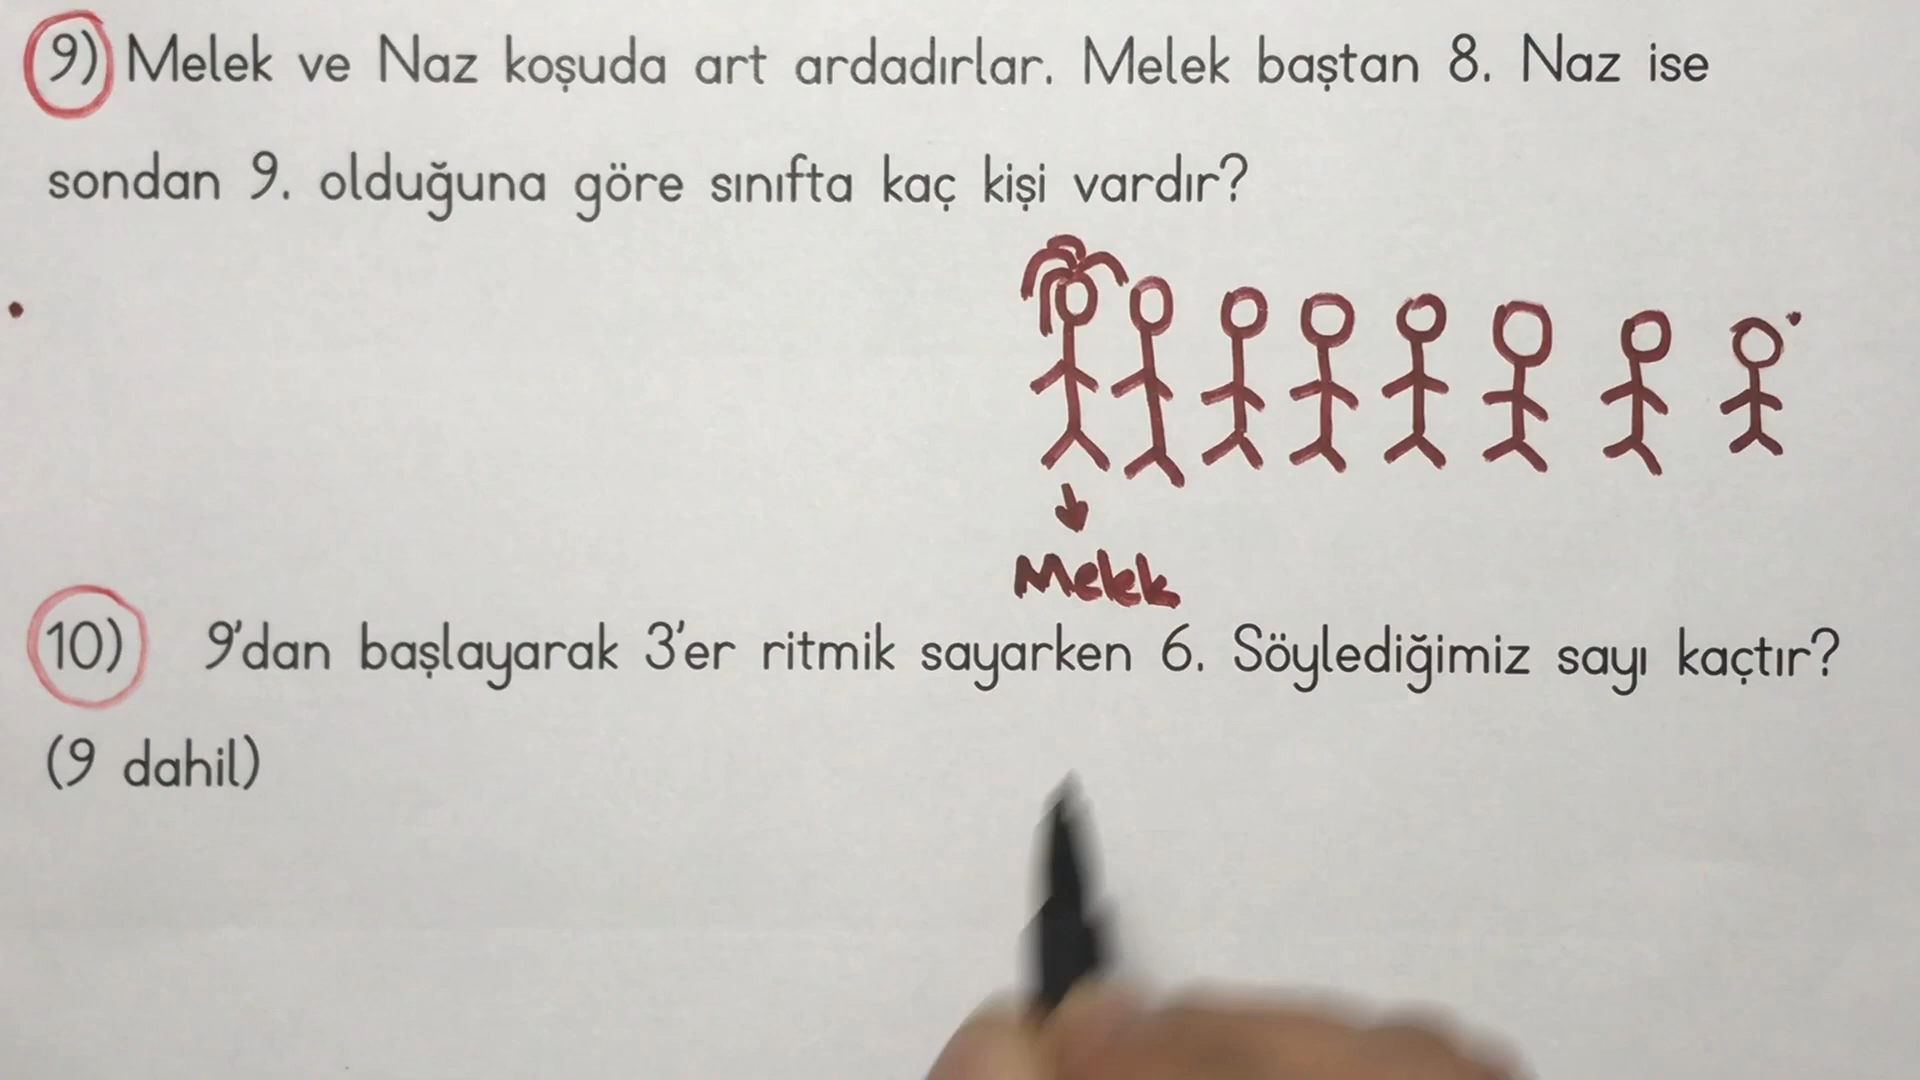 9) Melek ve Naz koşuda art ardadırlar. Melek baştan 8. Naz ise
sondan 9. olduğuna göre sınıfta kaç kişi vardır?
Melek
10) 9'dan başlayarak 3'er ritmik sayarken 6. Söylediğimiz sayı kaçtır?
(9 dahil)